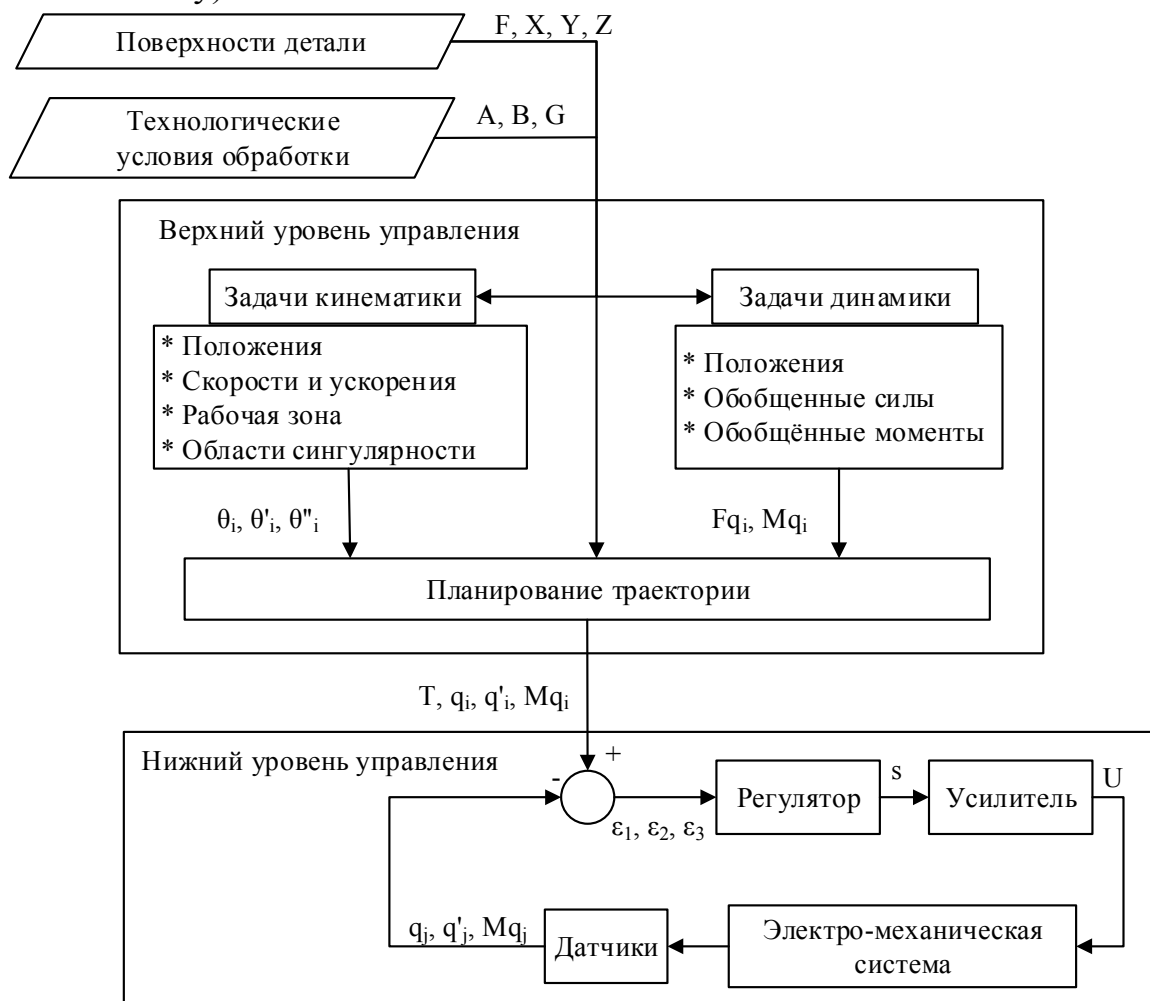 у)
Поверхности детали
F, X, Y, Z
Технологические
условия обработки
A, B, G
Верхний уровень управления
Задачи кинематики
Задачи динамики
* Положения
* Скорости и ускорения
* Рабочая зона
* Области сингулярности
* Положения
* Обобщенные силы
* Обобщённые моменты
θi, θ'i, θ"i
Fqi, Mqi
Планирование траектории
T, qi, q'i, Mqi
Нижний уровень управления
+
-
ε1, ε2, ε3
Регулятор
s
Усилитель
U
qj, q'j, Mqj
Датчики
Электро-механическая
система